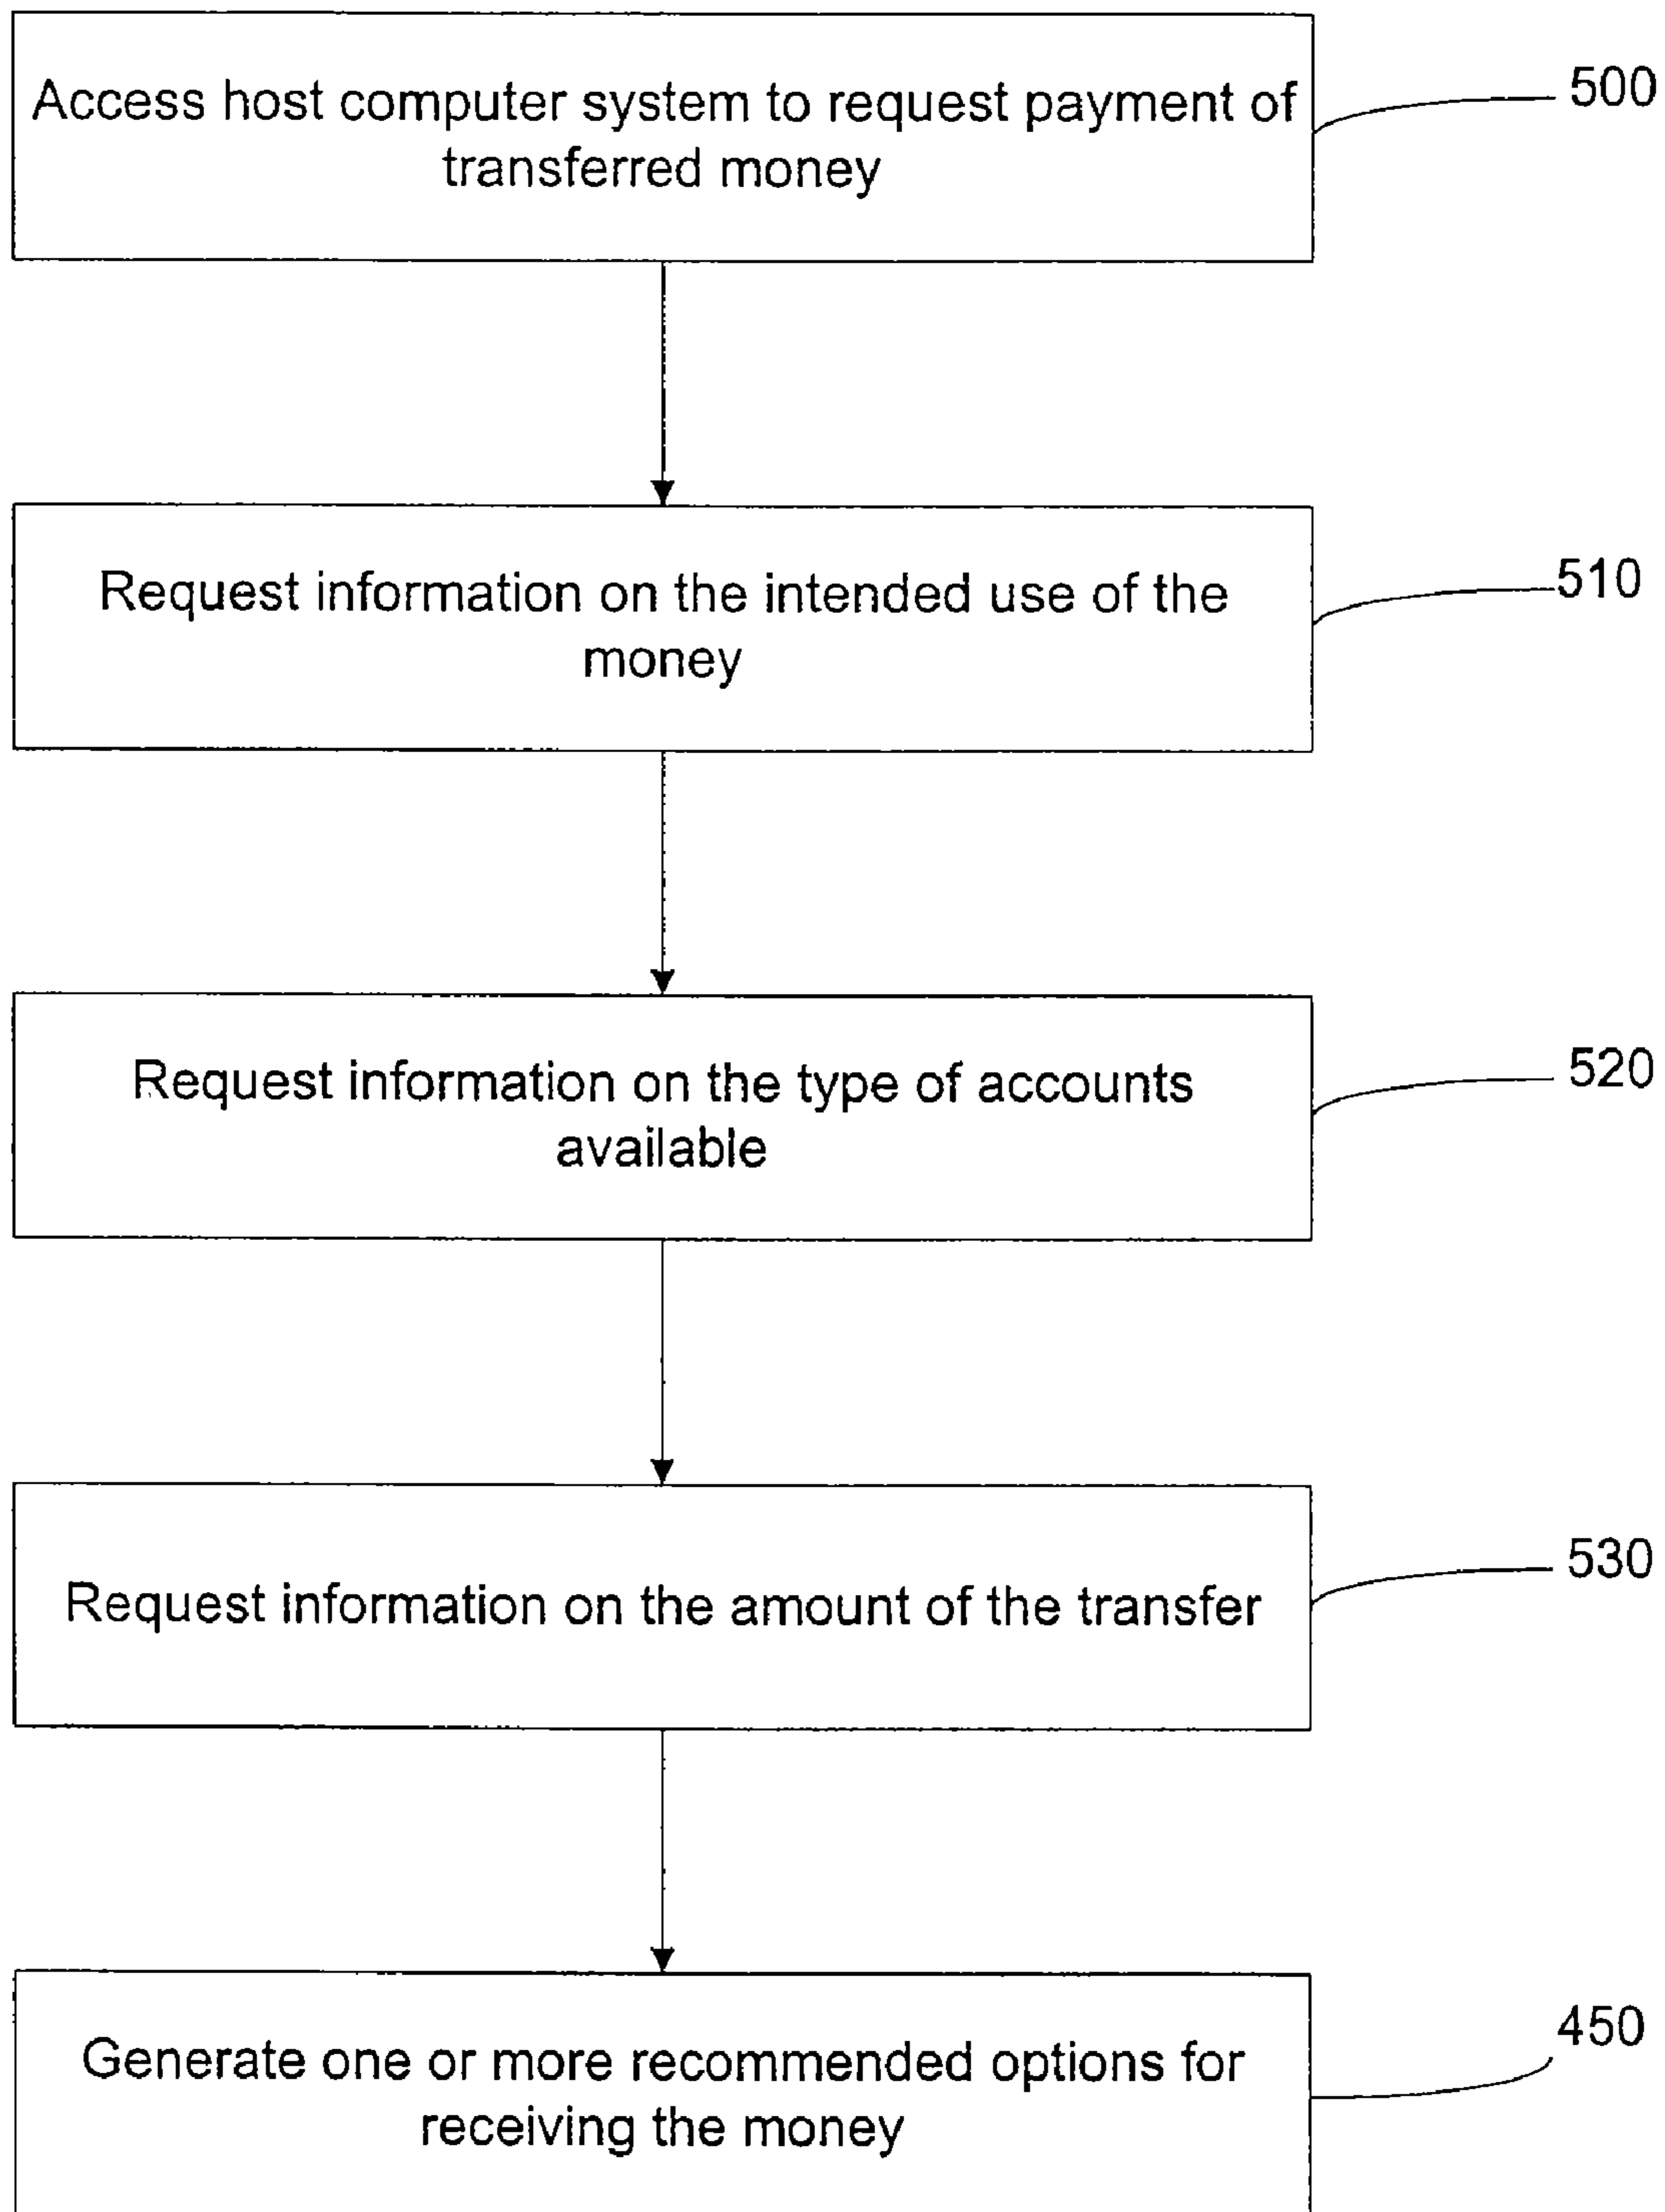 Access host computer system to request payment of
transferred money
500
Request information on the intended use of the
money
510
Request information on the type of accounts
available
520
Request information on the amount of the transfer
530
Generate one or more recommended options for
receiving the money
450